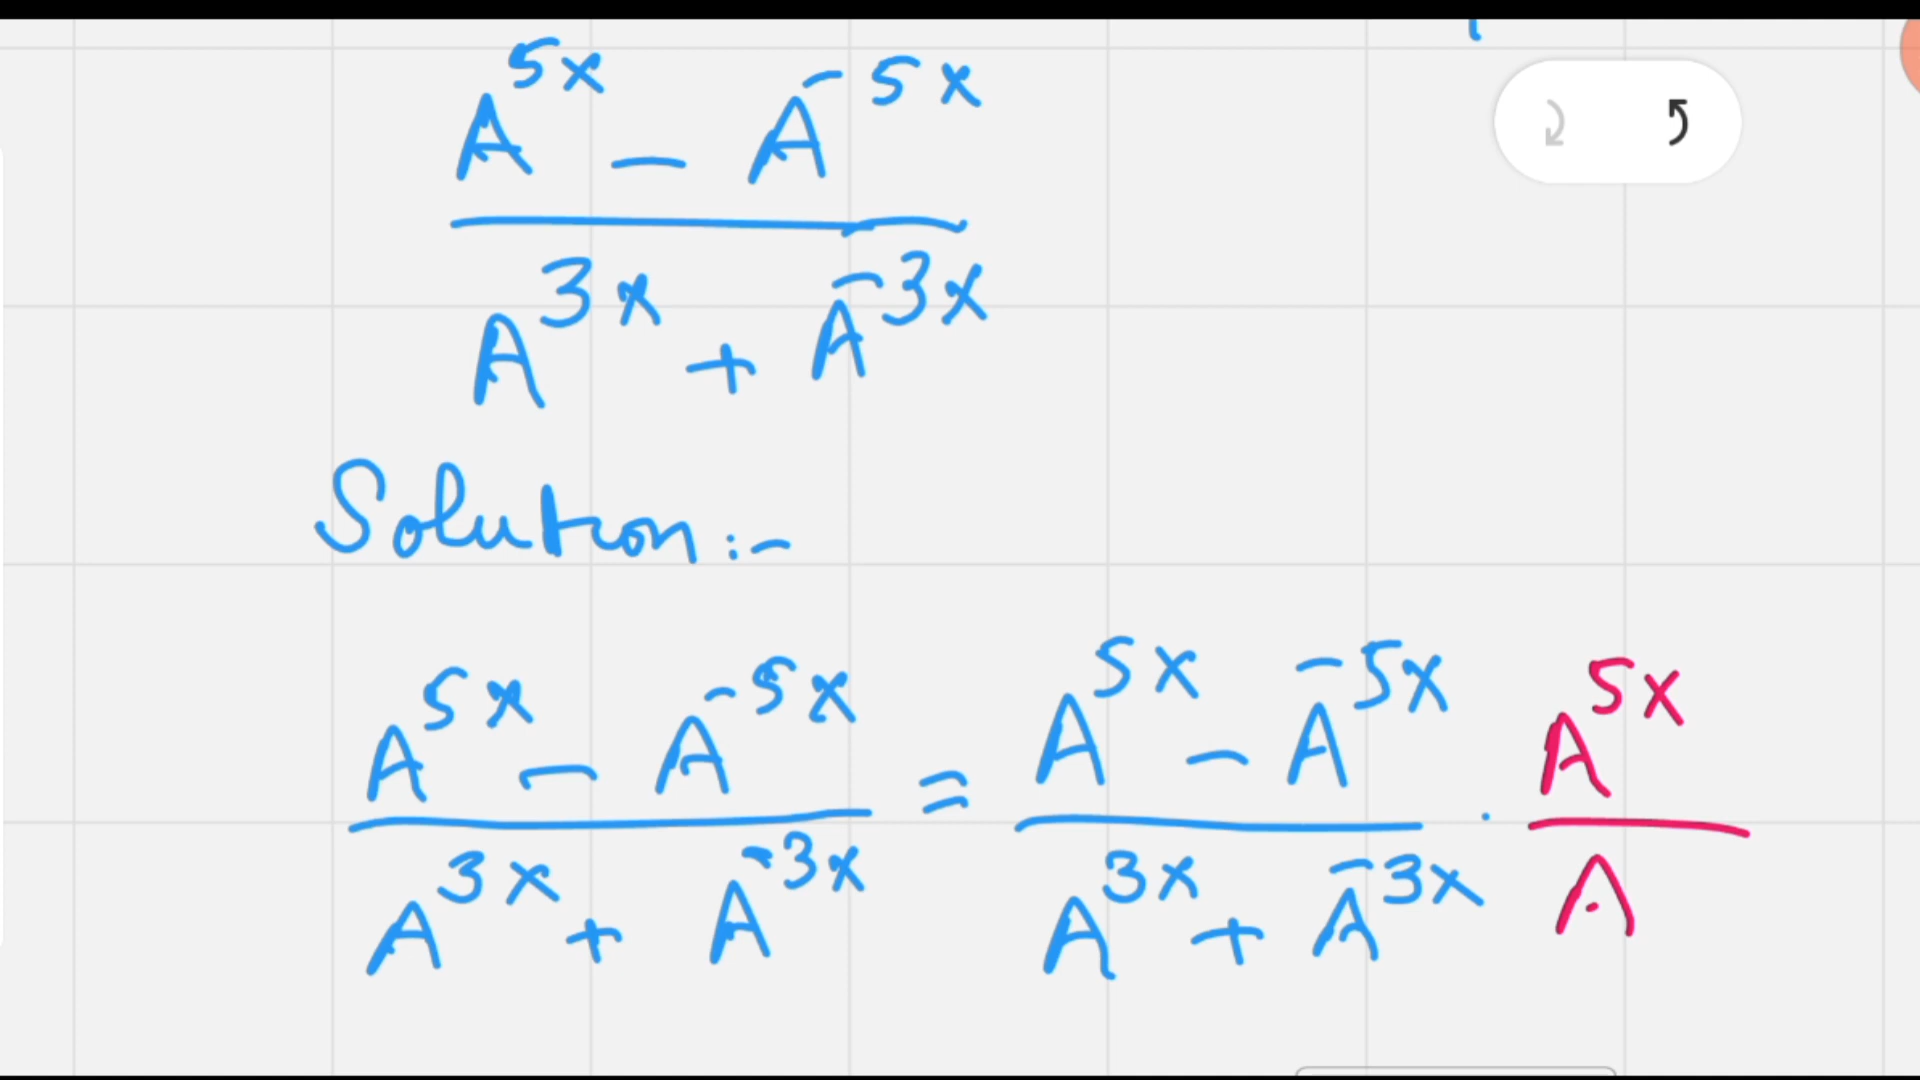 A^{5x} - A^{-5x}
A^{3x} + A^{-3x}
Solution:-
A^{5x} - A^{-5x} = A^{5x} - A^{-5x} . A^{5x}
A^{3x} + A^{-3x} A^{3x} + A^{-3x} A